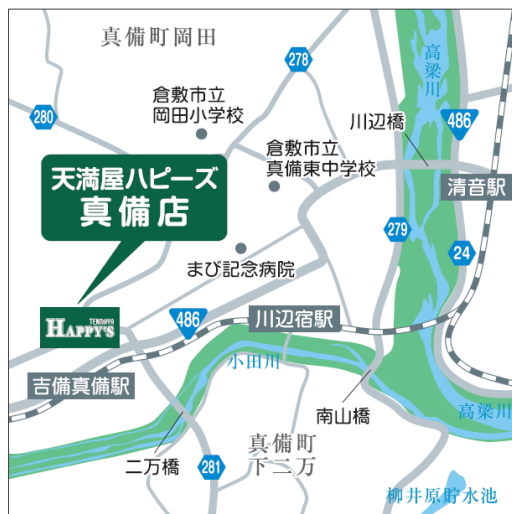 真備町岡田
278
高梁川
280
倉敷市立
岡田小学校
川辺橋
486
倉敷市立
真備東中学校
天満屋ハピーズ
真備店
清音駅
279
24
まび記念病院
TENMAYA
HAPPY'S
486
川辺宿駅
小田川
吉備真備駅
南山橋
高梁川
真備町
下二万
二万橋
281
柳井原貯水池